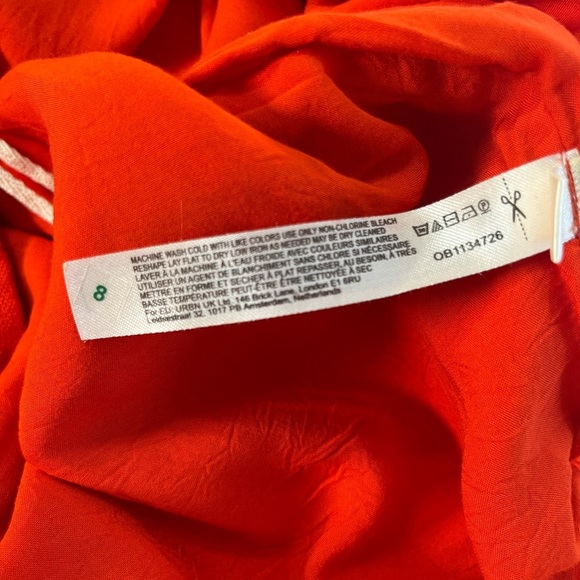 MACHINE WASH COLD WITH LIKE COLORS USE ONLY NON-CHLORINE BLEACH
RESHAPE LAY FLAT TO DRY LOW IRON AS NEEDED MAY BE DRY CLEANED
LAVER À LA MACHINE À L'EAU FROIDE AVEC COULEURS SIMILAIRES
UTILISER UN AGENT DE BLANCHIMENT SANS CHLORE SI NÉCESSAIRE
METTRE EN FORME ET SECHER À PLAT REPASSER AU BESOIN, À TRÈS
BASSE TEMPÉRATURE PEUT-ÊTRE ÊTRE NETTOYÉE À SEC
For EU: URBN UK Ltd. 146 Brick Lane, London E1 6RU
Leidsestraat 32, 1017 PB Amsterdam, Netherlands
OB1134726
8